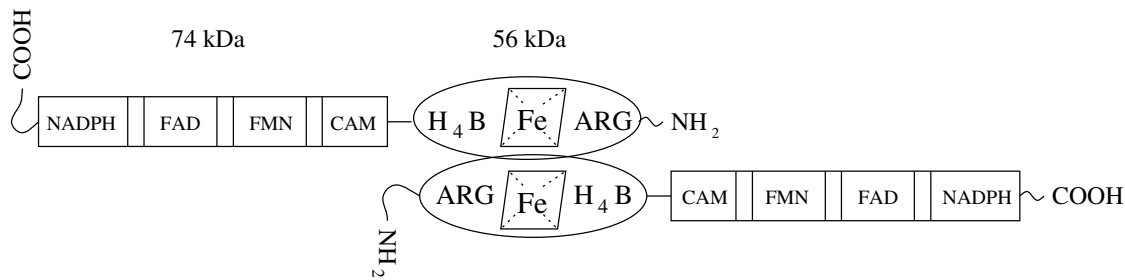 74 kDa 56 kDa
COOH
NADPH FAD FMN CAM H4B Fe ARG NH2
ARG Fe H4B CAM FMN FAD NADPH COOH
NH2